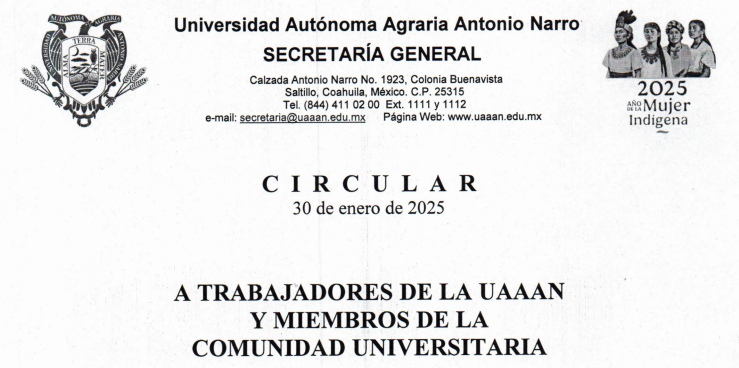 Universidad Autónoma Agraria Antonio Narro
SECRETARÍA GENERAL
Calzada Antonio Narro No. 1923, Colonia Buenavista
Saltillo, Coahuila, México. C.P. 25315
Tel. (844) 411 02 00 Ext. 1111 y 1112
e-mail: secretaria@uaaan.edu.mx Página Web: www.uaaan.edu.mx
ALMA TERRA MATER
2025
AÑO DE LA Mujer
Indígena
C I R C U L A R
30 de enero de 2025
A TRABAJADORES DE LA UAAAN
Y MIEMBROS DE LA
COMUNIDAD UNIVERSITARIA